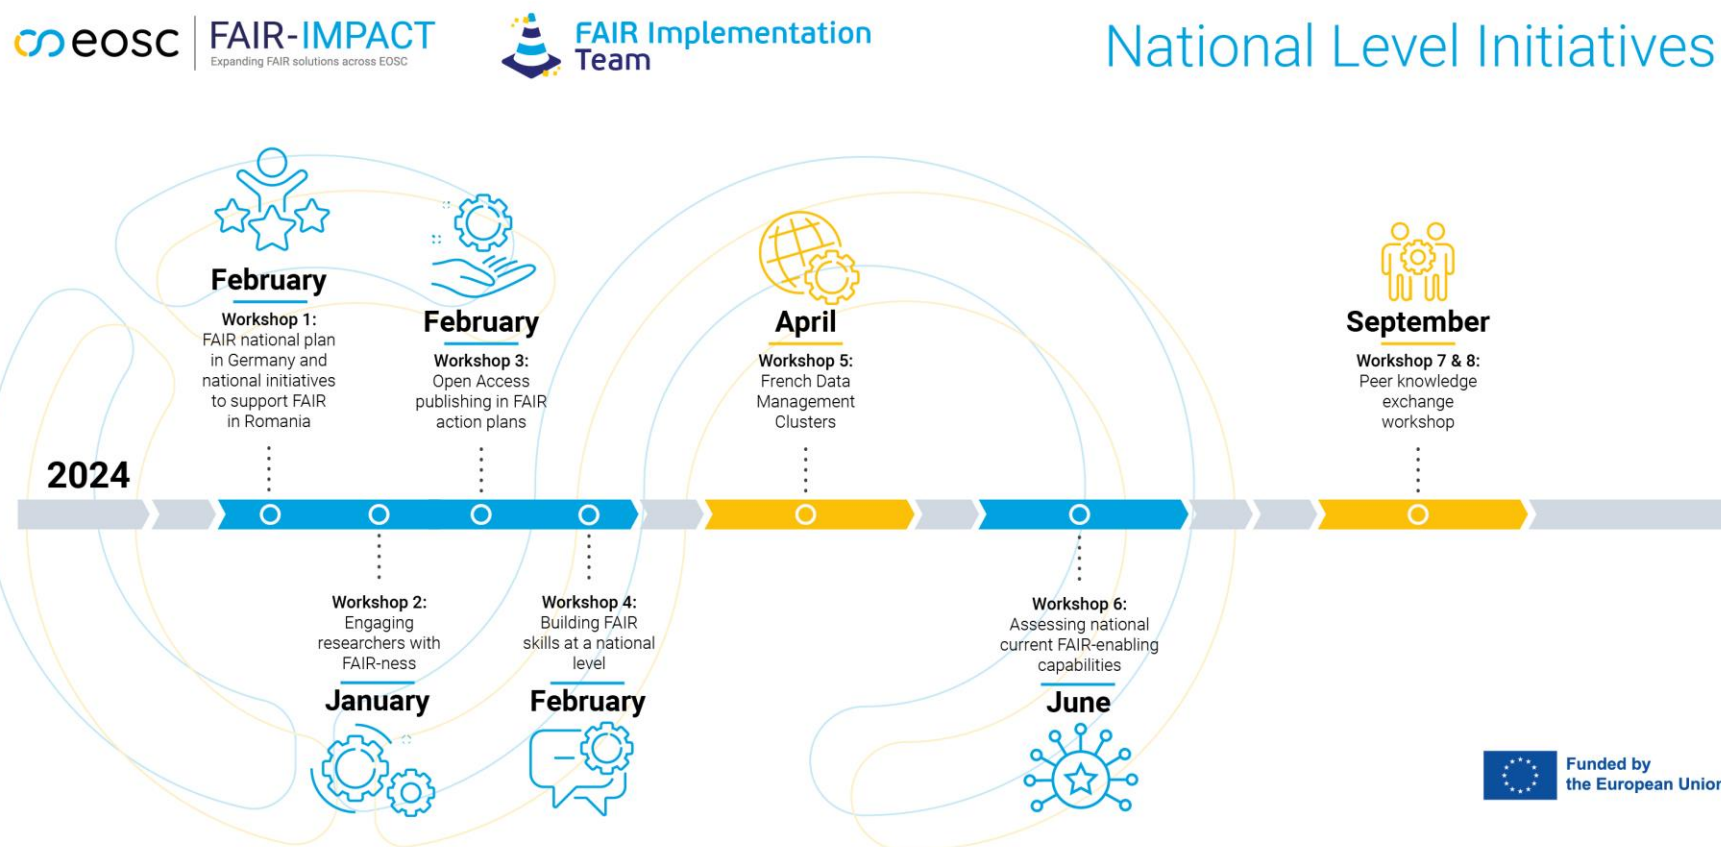 eosc
FAIR-IMPACT
Expanding FAIR solutions across EOSC
FAIR Implementation
Team
National Level Initiatives
February
Workshop 1:
FAIR national plan
in Germany and
national initiatives
to support FAIR
in Romania
February
Workshop 3:
Open Access
publishing in FAIR
action plans
April
Workshop 5:
French Data
Management
Clusters
September
Workshop 7 & 8:
Peer knowledge
exchange
workshop
2024
Workshop 2:
Engaging
researchers with
FAIR-ness
January
Workshop 4:
Building FAIR
skills at a national
level
February
Workshop 6:
Assessing national
current FAIR-enabling
capabilities
June
Funded by
the European Union